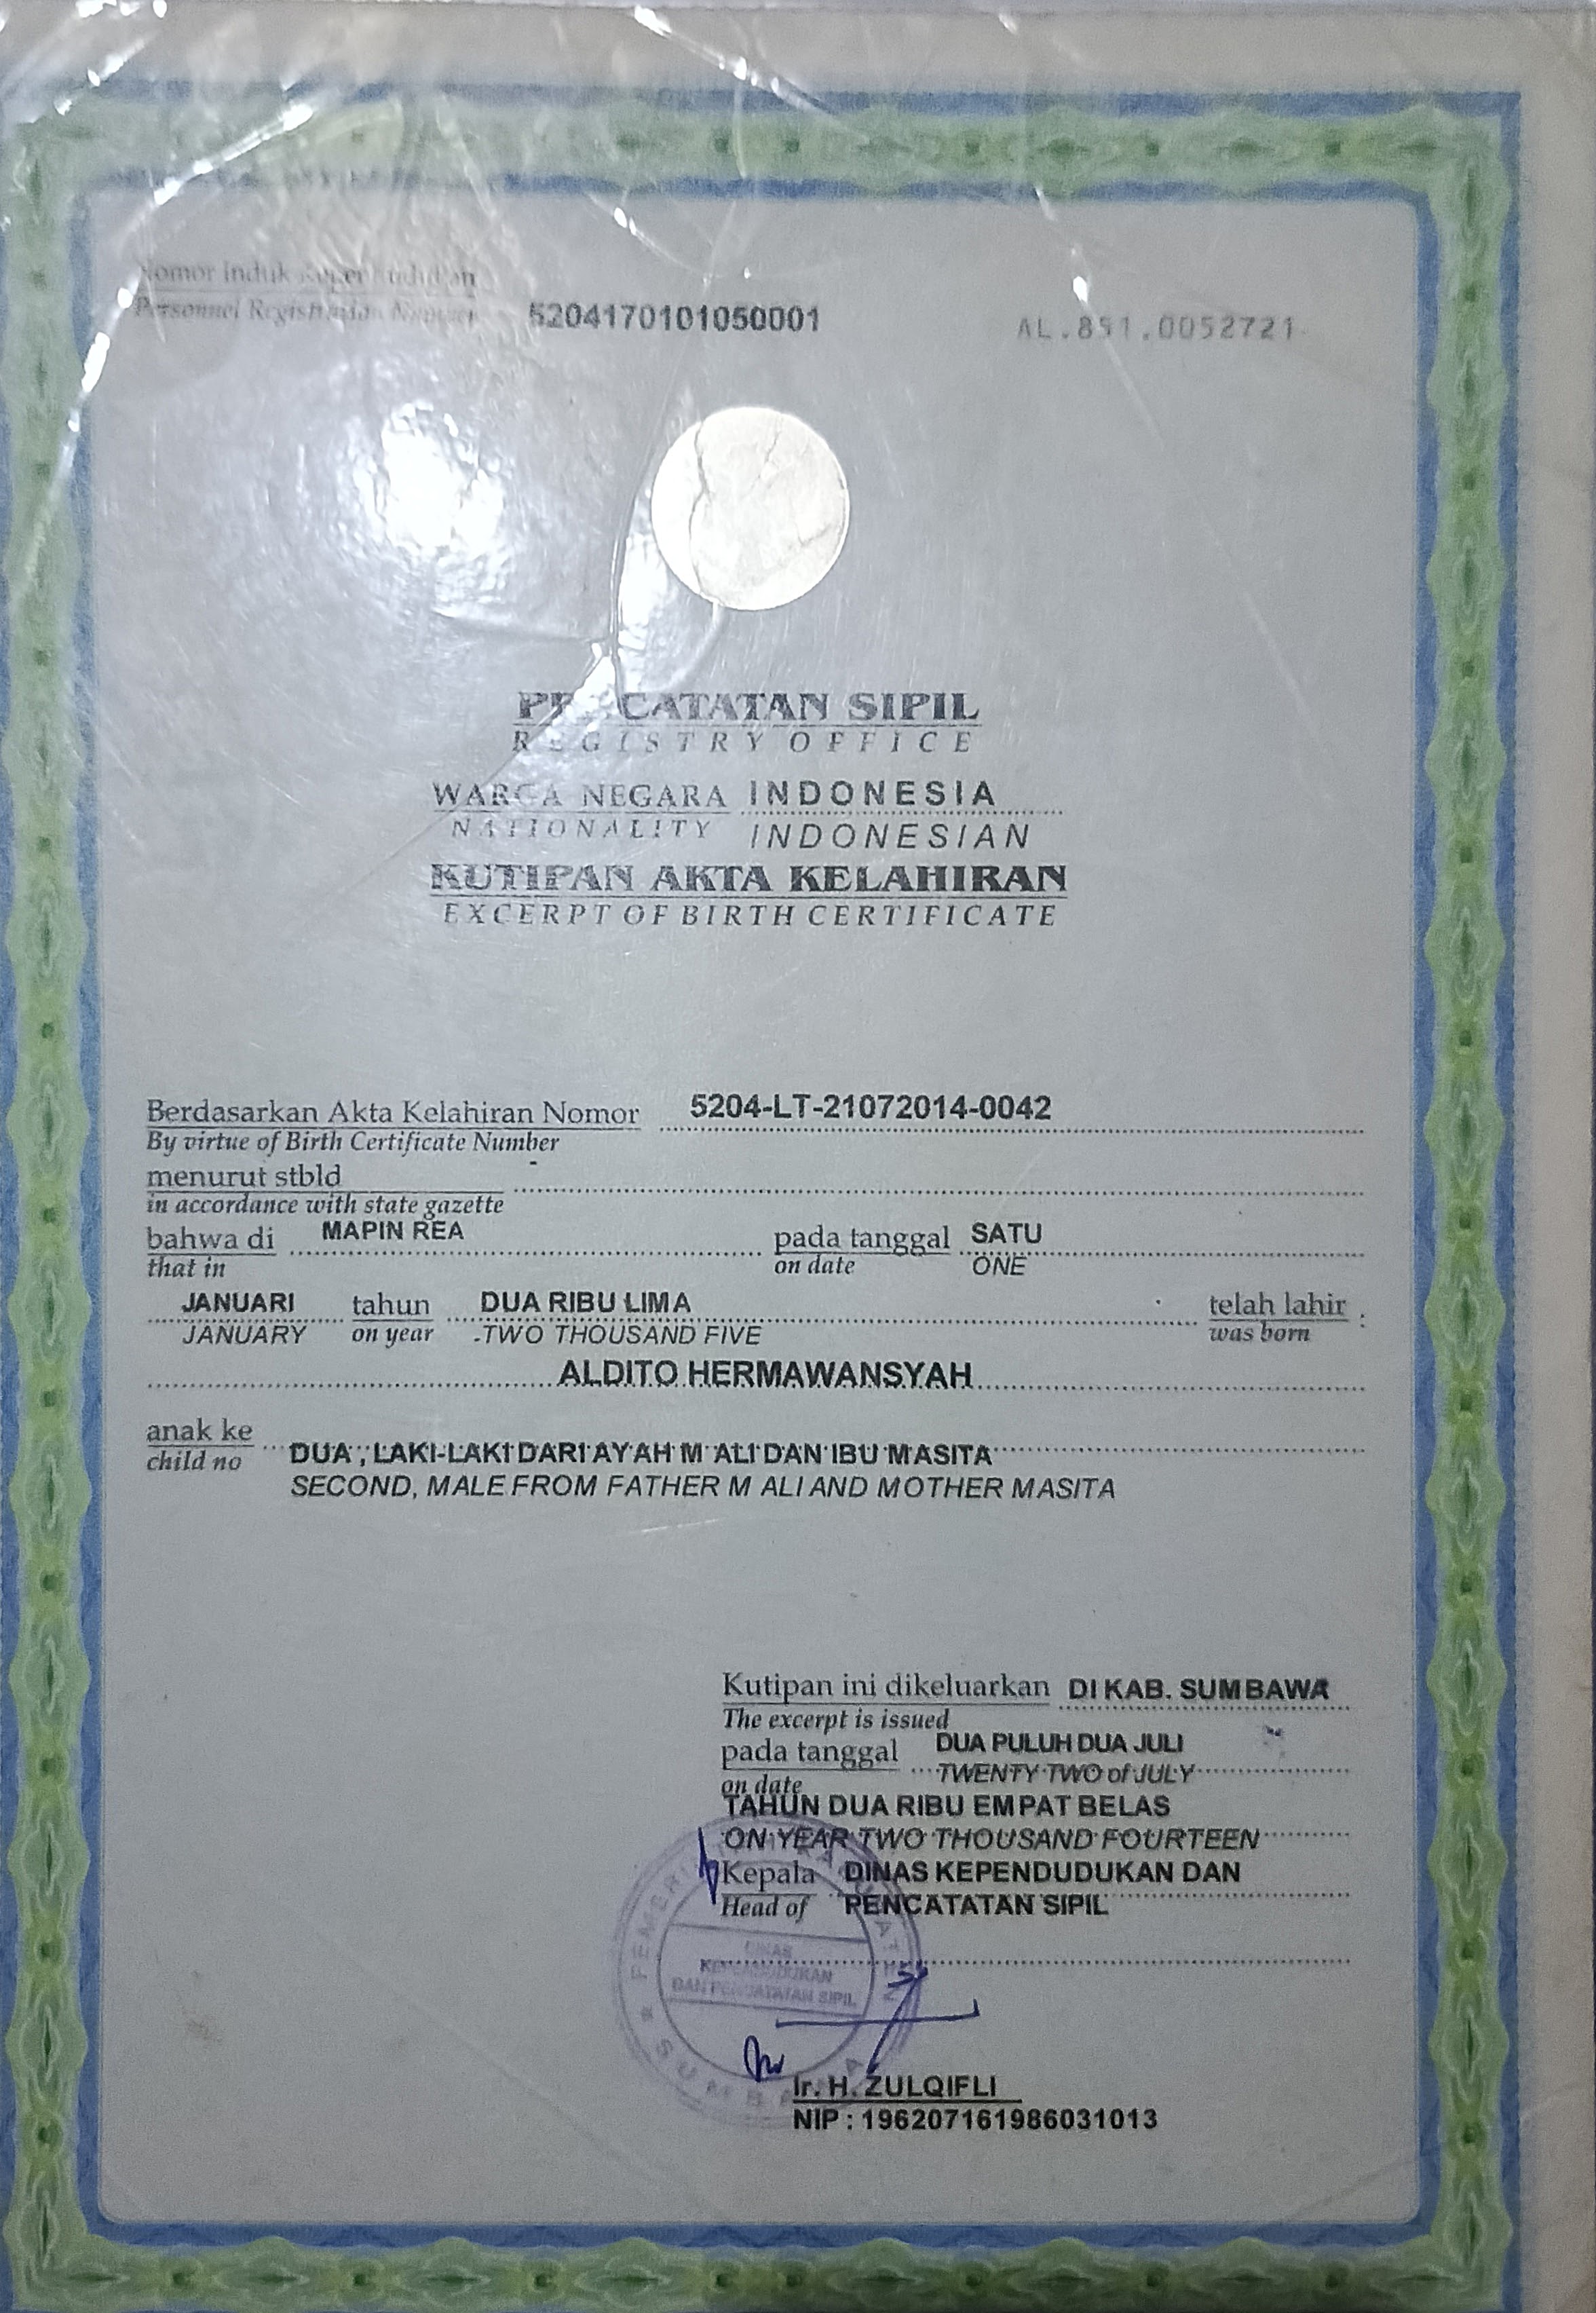 Nomor Induk Kependudukan
Personnel Registration Number
5204170101050001
AL.851.0052721
PENCATATAN SIPIL
REGISTRY OFFICE
WARGA NEGARA INDONESIA
NATIONALITY INDONESIAN
KUTIPAN AKTA KELAHIRAN
EXCERPT OF BIRTH CERTIFICATE
Berdasarkan Akta Kelahiran Nomor 5204-LT-21072014-0042
By virtue of Birth Certificate Number
menurut stbld -
in accordance with state gazette
bahwa di MAPIN REA pada tanggal SATU
that in on date ONE
JANUARI tahun DUA RIBU LIMA telah lahir :
JANUARY on year TWO THOUSAND FIVE was born
ALDITO HERMAWANSYAH
anak ke DUA , LAKI-LAKI DARI AYAH M ALI DAN IBU MASITA
child no SECOND, MALE FROM FATHER M ALI AND MOTHER MASITA
Kutipan ini dikeluarkan DI KAB. SUMBAWA
The excerpt is issued
pada tanggal DUA PULUH DUA JULI
on date TWENTY TWO of JULY
TAHUN DUA RIBU EMPAT BELAS
ON YEAR TWO THOUSAND FOURTEEN
Kepala DINAS KEPENDUDUKAN DAN
Head of PENCATATAN SIPIL
DINAS
KEPENDUDUKAN
DAN PENCATATAN SIPIL
SUMBAWA
Ir. H. ZULQIFLI
NIP : 196207161986031013